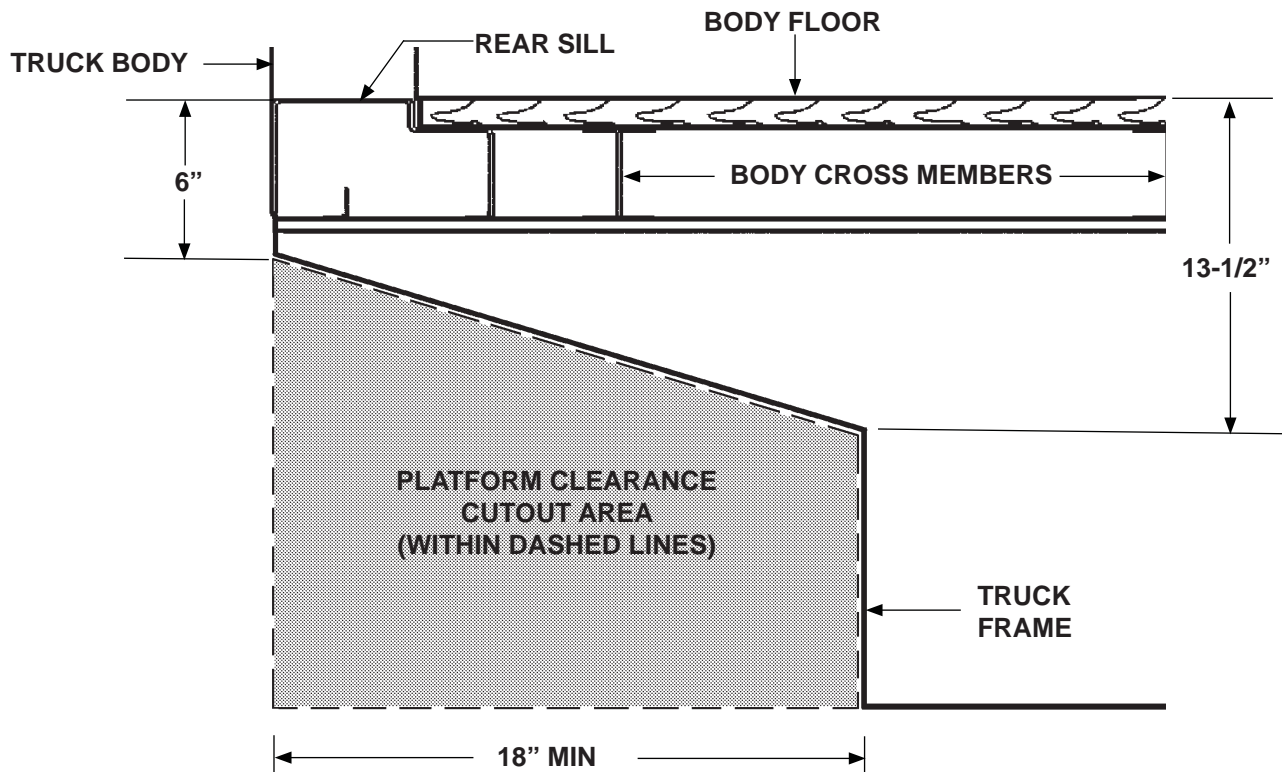 BODY FLOOR
REAR SILL
TRUCK BODY
6”
BODY CROSS MEMBERS
13-1/2”
PLATFORM CLEARANCE
CUTOUT AREA
(WITHIN DASHED LINES)
TRUCK
FRAME
18” MIN